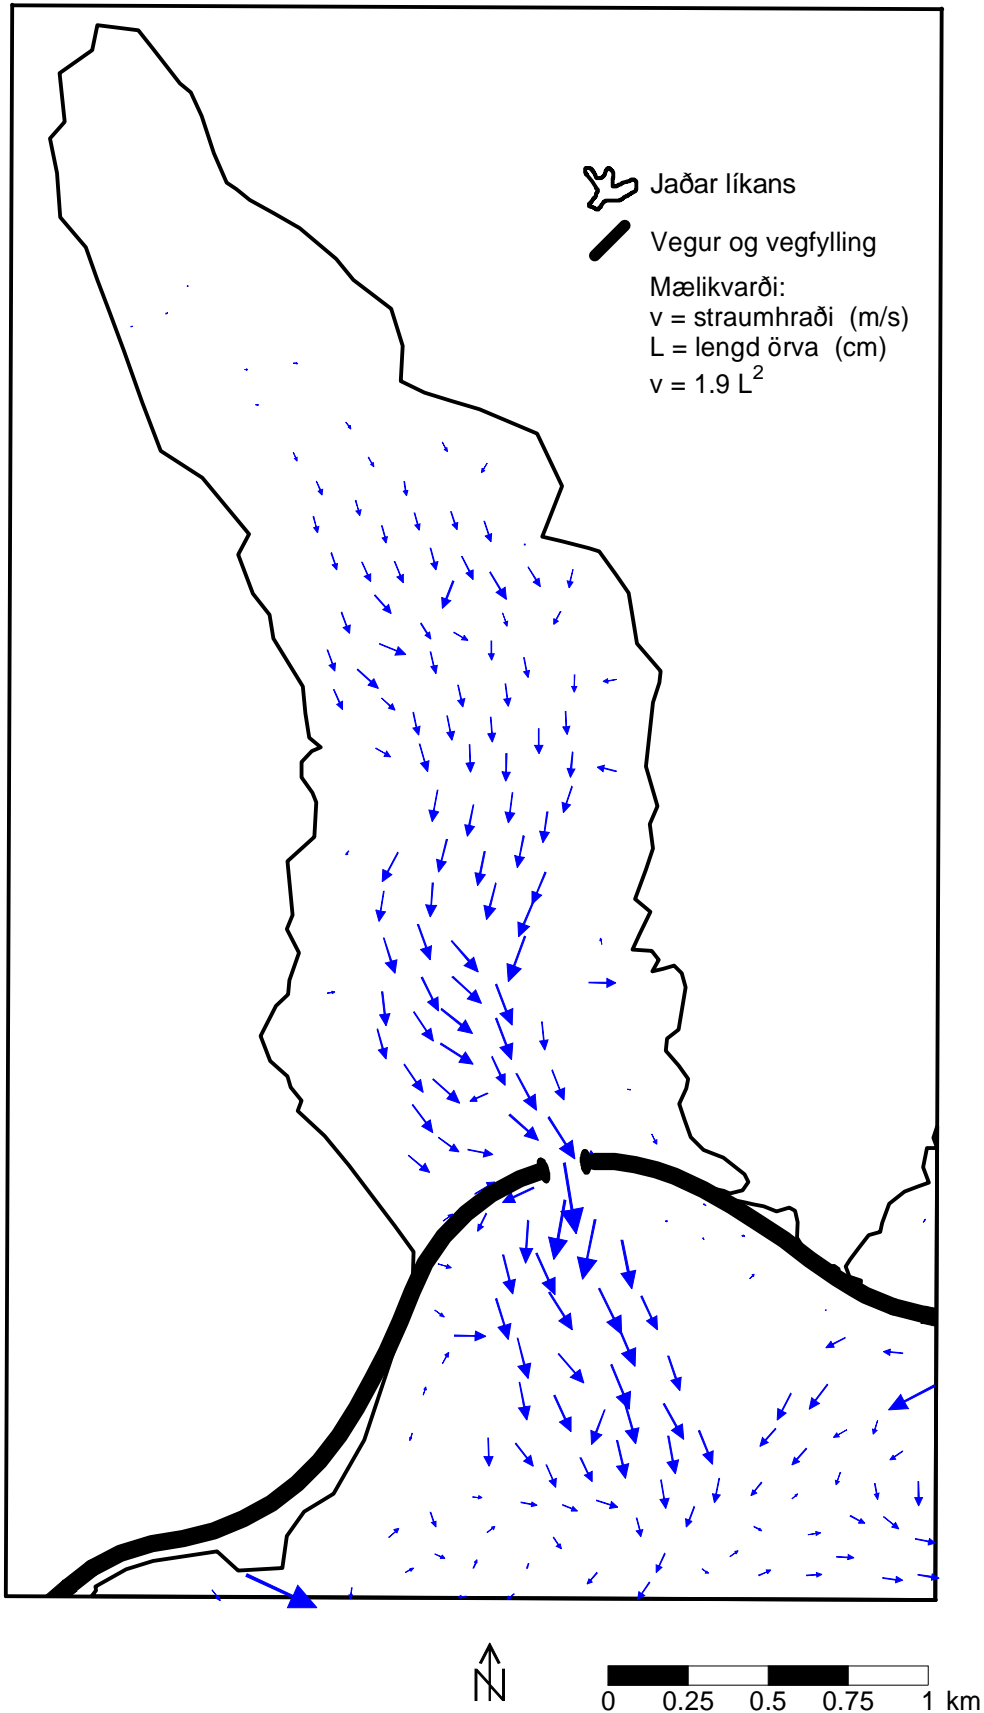 Jaðar líkans
Vegur og vegfylling
Mælikvarði:
v = straumhraði (m/s)
L = lengd örva (cm)
v = 1.9 L²
N
0 0.25 0.5 0.75 1 km